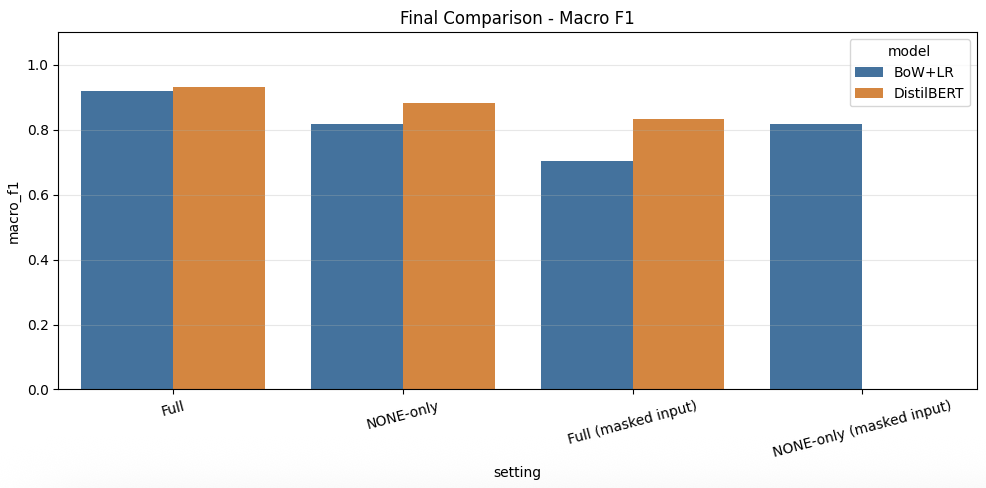 Final Comparison - Macro F1
model
BoW+LR
DistilBERT
macro_f1
1.0
0.8
0.6
0.4
0.2
0.0
Full
NONE-only
Full (masked input)
NONE-only (masked input)
setting